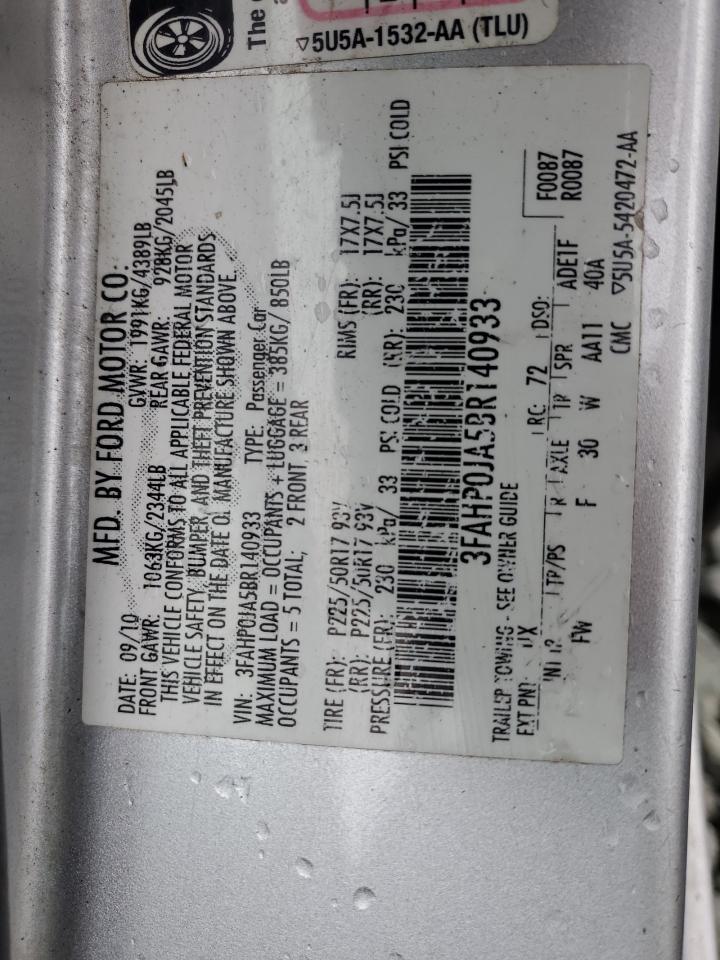 The
5U5A-1532-AA (TLU)
MFD. BY FORD MOTOR CO.
DATE: 09/10 GVWR: 1991KG/4389LB
FRONT GAWR: 1063KG/2344LB REAR GAWR: 928KG/2045LB
THIS VEHICLE CONFORMS TO ALL APPLICABLE FEDERAL MOTOR
VEHICLE SAFETY, BUMPER, AND THEFT PREVENTION STANDARDS
IN EFFECT ON THE DATE OF MANUFACTURE SHOWN ABOVE.
VIN: 3FAHP0JA5BR140933 TYPE: Passenger Car
MAXIMUM LOAD = OCCUPANTS + LUGGAGE = 385KG/ 850LB
OCCUPANTS = 5 TOTAL; 2 FRONT, 3 REAR
TIRE (FR): P225/50R17 93V RIMS (FR): 17X7.5J
(RR): P225/50R17 93V (RR): 17X7.5J
PRESSURE (FR): 230 kPa/ 33 PSI COLD (RR): 230 kPa/ 33 PSI COLD
3FAHP0JA5BR140933
TRAILER TOWING - SEE OWNER GUIDE
EXT PNT: UX RC: 72 DSO: F0087
R0087
INT TR TP/PS R AXLE TR SPR ADE1F
FW F 30 W AA11 40A
CMC 5U5A-5420472-AA